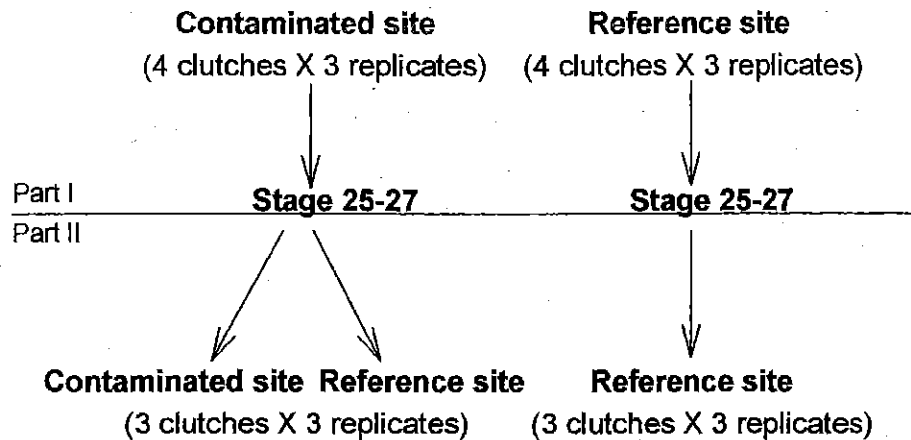 Contaminated site Reference site
(4 clutches X 3 replicates) (4 clutches X 3 replicates)
Part I Stage 25-27 Stage 25-27
Part II
Contaminated site Reference site Reference site
(3 clutches X 3 replicates) (3 clutches X 3 replicates)